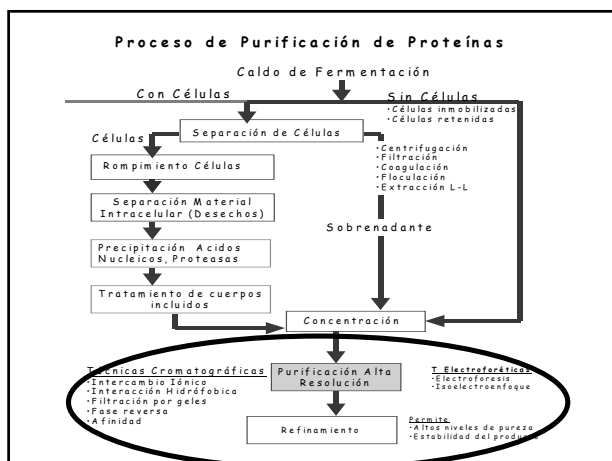 Proceso de Purificación de Proteínas
Caldo de Fermentación
Con Células
Sin Células
•Células inmobilizadas
•Células retenidas
Células
Separación de Células
•Centrifugación
•Filtración
•Coagulación
•Floculación
•Extracción L-L
Rompimiento Células
Separación Material
Intracelular (Desechos)
Sobrenadante
Precipitación Acidos
Nucleicos, Proteasas
Tratamiento de cuerpos
incluidos
Concentración
Técnicas Cromatográficas
•Intercambio Iónico
•Interacción Hidrófobica
•Filtración por geles
•Fase reversa
•Afinidad
Purificación Alta
Resolución
T Electroforéticas
•Electroforesis
•Isoelectroenfoque
Refinamiento
Permite
•Altos niveles de pureza
•Estabilidad del producto